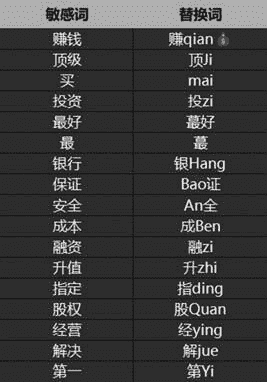 敏感词 替换词
赚钱 赚qian💰
顶级 顶Ji
买 mai
投资 投zi
最好 蕞好
最 蕞
银行 银Hang
保证 Bao证
安全 An全
成本 成Ben
融资 融zi
升值 升zhi
指定 指ding
股权 股Quan
经营 经ying
解决 解jue
第一 第Yi